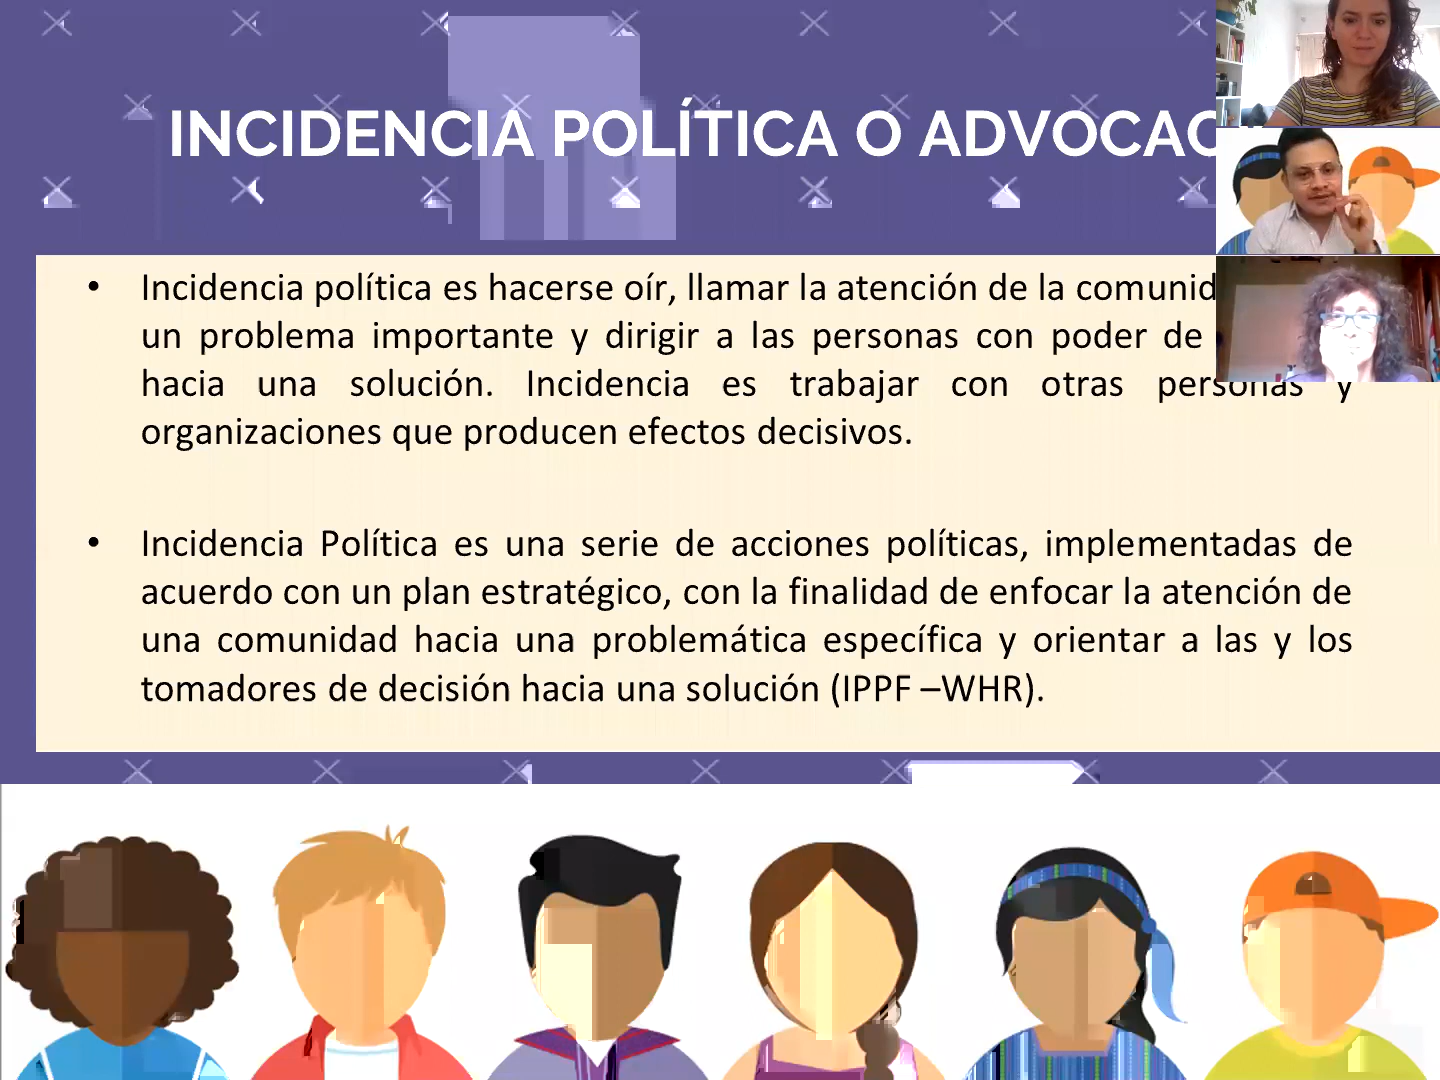 INCIDENCIA POLÍTICA O ADVOCAC
• Incidencia política es hacerse oír, llamar la atención de la comunid
un problema importante y dirigir a las personas con poder de
hacia una solución. Incidencia es trabajar con otras personas y
organizaciones que producen efectos decisivos.
• Incidencia Política es una serie de acciones políticas, implementadas de
acuerdo con un plan estratégico, con la finalidad de enfocar la atención de
una comunidad hacia una problemática específica y orientar a las y los
tomadores de decisión hacia una solución (IPPF –WHR).